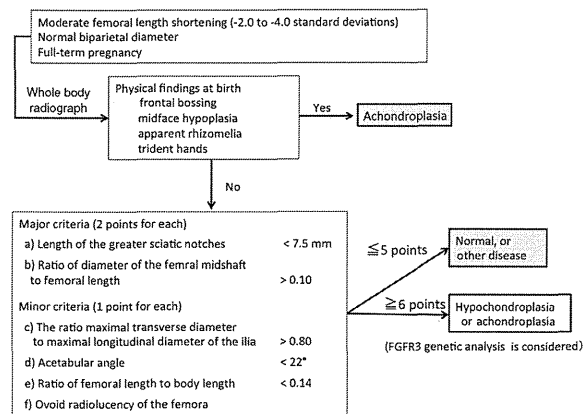 Moderate femoral length shortening (-2.0 to -4.0 standard deviations)
Normal biparietal diameter
Full-term pregnancy
Whole body
radiograph
Physical findings at birth
frontal bossing
midface hypoplasia
apparent rhizomelia
trident hands
Yes
Achondroplasia
No
Major criteria (2 points for each)
a) Length of the greater sciatic notches < 7.5 mm
b) Ratio of diameter of the femral midshaft
to femoral length > 0.10
Minor criteria (1 point for each)
c) The ratio maximal transverse diameter
to maximal longitudinal diameter of the ilia > 0.80
d) Acetabular angle < 22°
e) Ratio of femoral length to body length < 0.14
f) Ovoid radiolucency of the femora
≦5 points
Normal, or
other disease
≧6 points
Hypochondroplasia
or achondroplasia
(FGFR3 genetic analysis is considered)